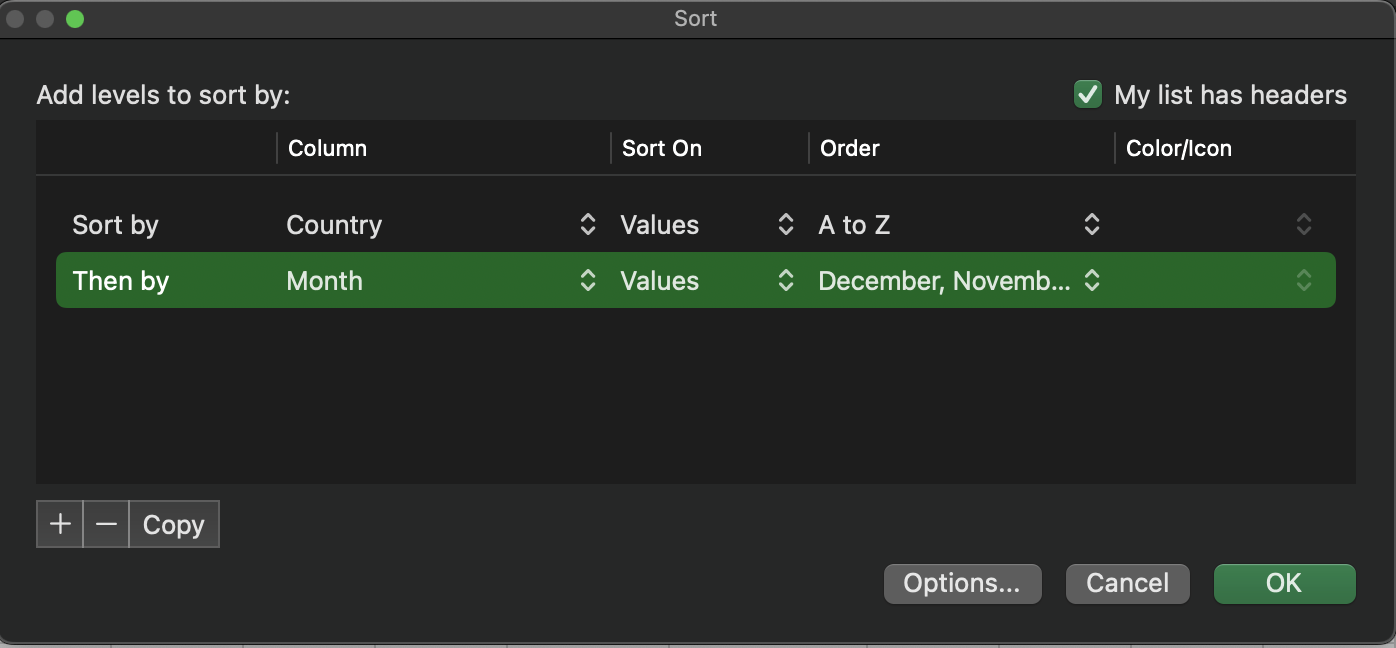 Sort
Add levels to sort by:
My list has headers
Column Sort On Order Color/Icon
Sort by Country Values A to Z
Then by Month Values December, Novemb...
+ − Copy
Options... Cancel OK